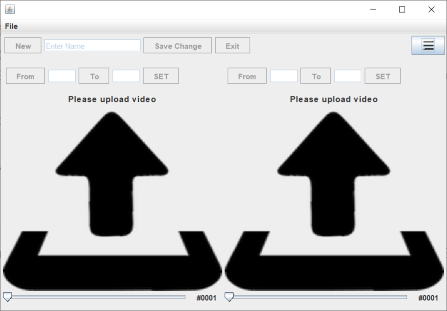 File
New Enter Name Save Change Exit
From To SET From To SET
Please upload video Please upload video
#0001 #0001